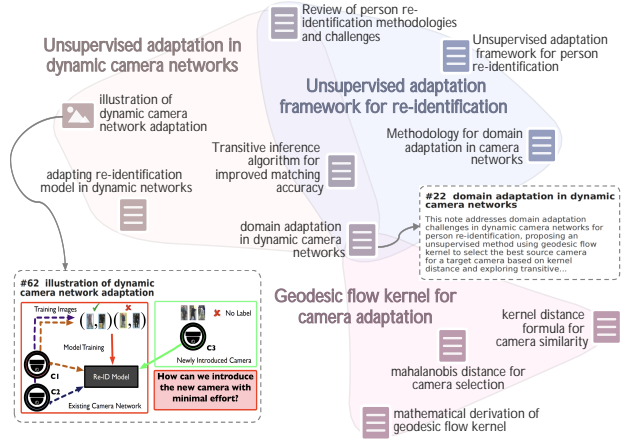 Review of person re-
identification methodologies
and challenges
Unsupervised adaptation in
dynamic camera networks
Unsupervised adaptation
framework for person
re-identification
Unsupervised adaptation
framework for re-identification
illustration of
dynamic camera
network adaptation
Methodology for domain
adaptation in camera
networks
Transitive inference
algorithm for
improved matching
accuracy
adapting re-identification
model in dynamic networks
#22 domain adaptation in dynamic
camera networks
This note addresses domain adaptation
challenges in dynamic camera networks for
person re-identification, proposing an
unsupervised method using geodesic flow
kernel to select the best source camera
for a target camera based on kernel
distance and exploring transitive...
domain adaptation
in dynamic camera
networks
#62 illustration of dynamic
camera network adaptation
Training Images
No Label
Model Training
C3
Newly Introduced Camera
C1
Re-ID Model
C2
Existing Camera Network
How can we introduce
the new camera with
minimal effort?
Geodesic flow kernel for
camera adaptation
kernel distance
formula for
camera similarity
mahalanobis distance for
camera selection
mathematical derivation of
geodesic flow kernel